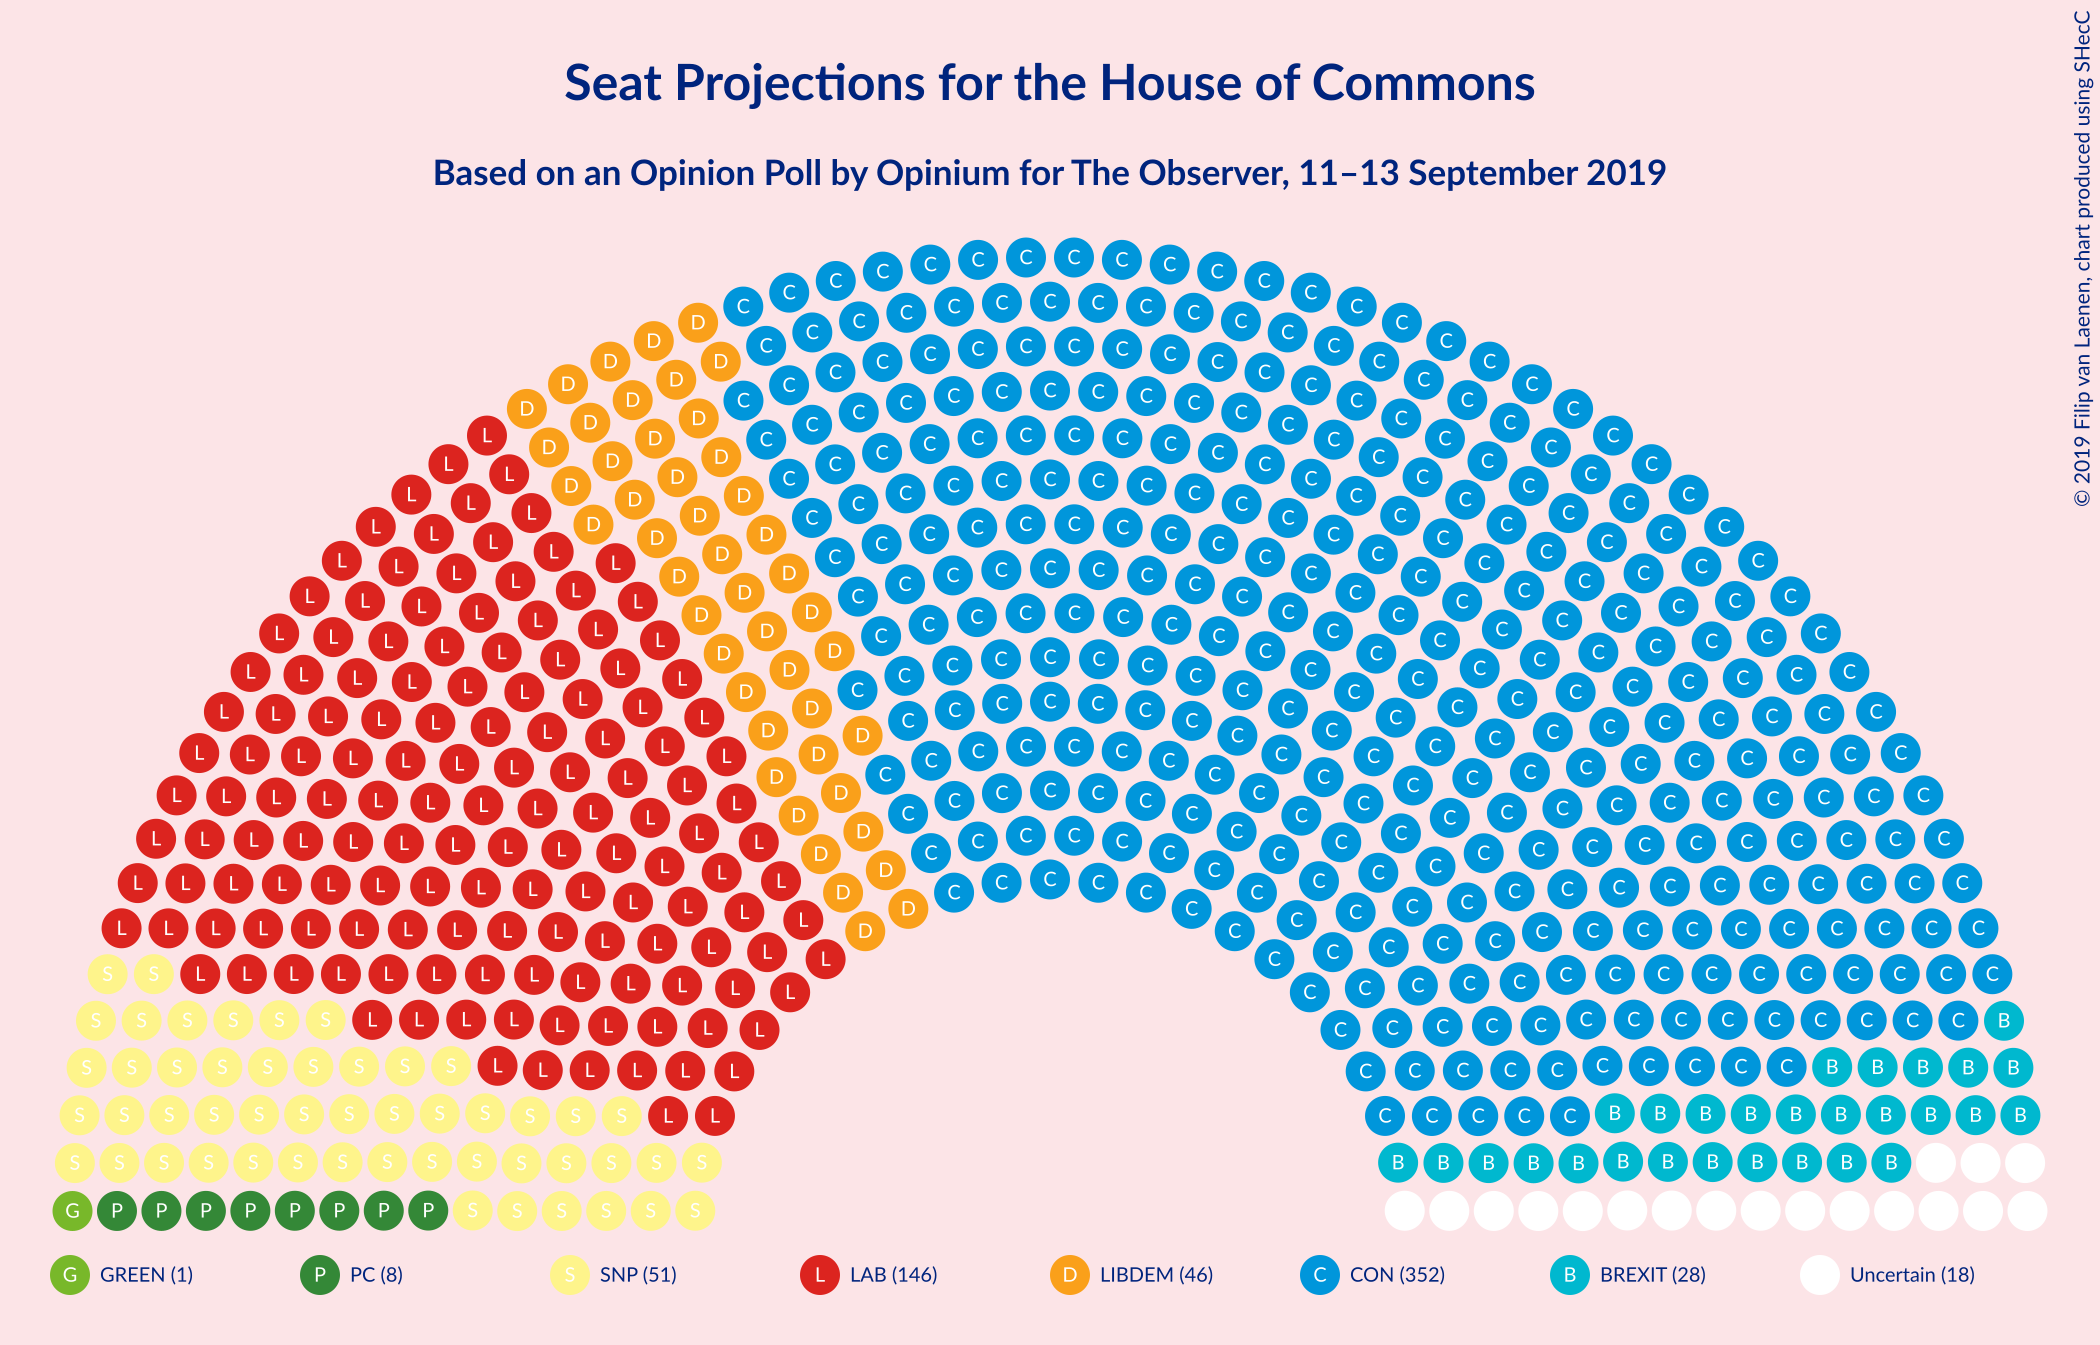 Seat Projections for the House of Commons
Based on an Opinion Poll by Opinium for The Observer, 11–13 September 2019
© 2019 Filip van Laenen, chart produced using SHecC
G GREEN (1) P PC (8) S SNP (51) L LAB (146) D LIBDEM (46) C CON (352) B BREXIT (28) Uncertain (18)